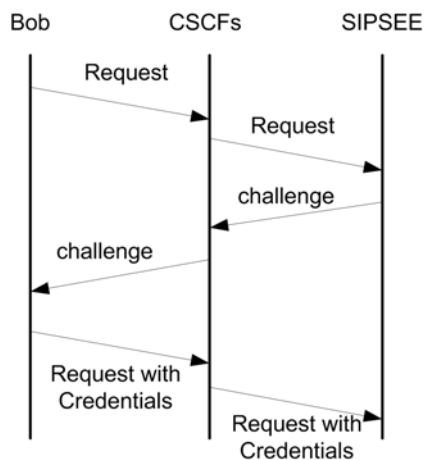 Bob CSCFs SIPSEE
Request
Request
challenge
challenge
Request with
Credentials
Request with
Credentials